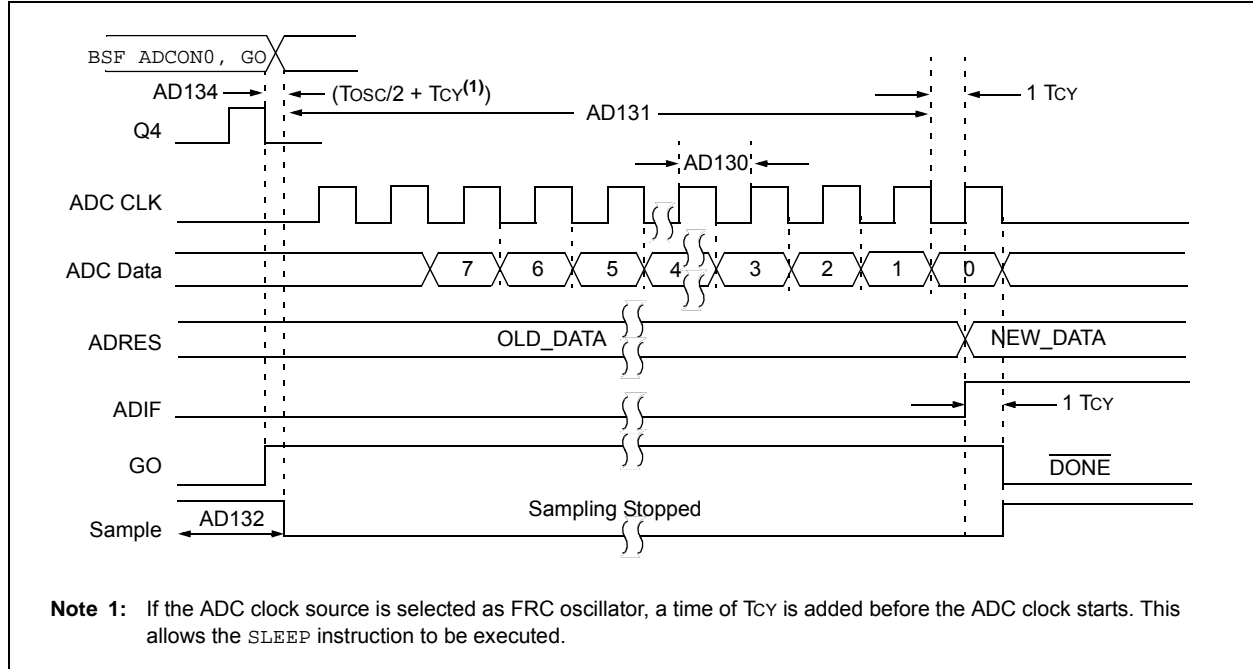 BSF ADCON0, GO
AD134
(TOSC/2 + TCY(1))
1 TCY
AD131
Q4
AD130
ADC CLK
ADC Data
7 6 5 4 3 2 1 0
ADRES
OLD_DATA
NEW_DATA
ADIF
1 TCY
GO
DONE
Sample
AD132
Sampling Stopped
Note 1: If the ADC clock source is selected as FRC oscillator, a time of TCY is added before the ADC clock starts. This
allows the SLEEP instruction to be executed.